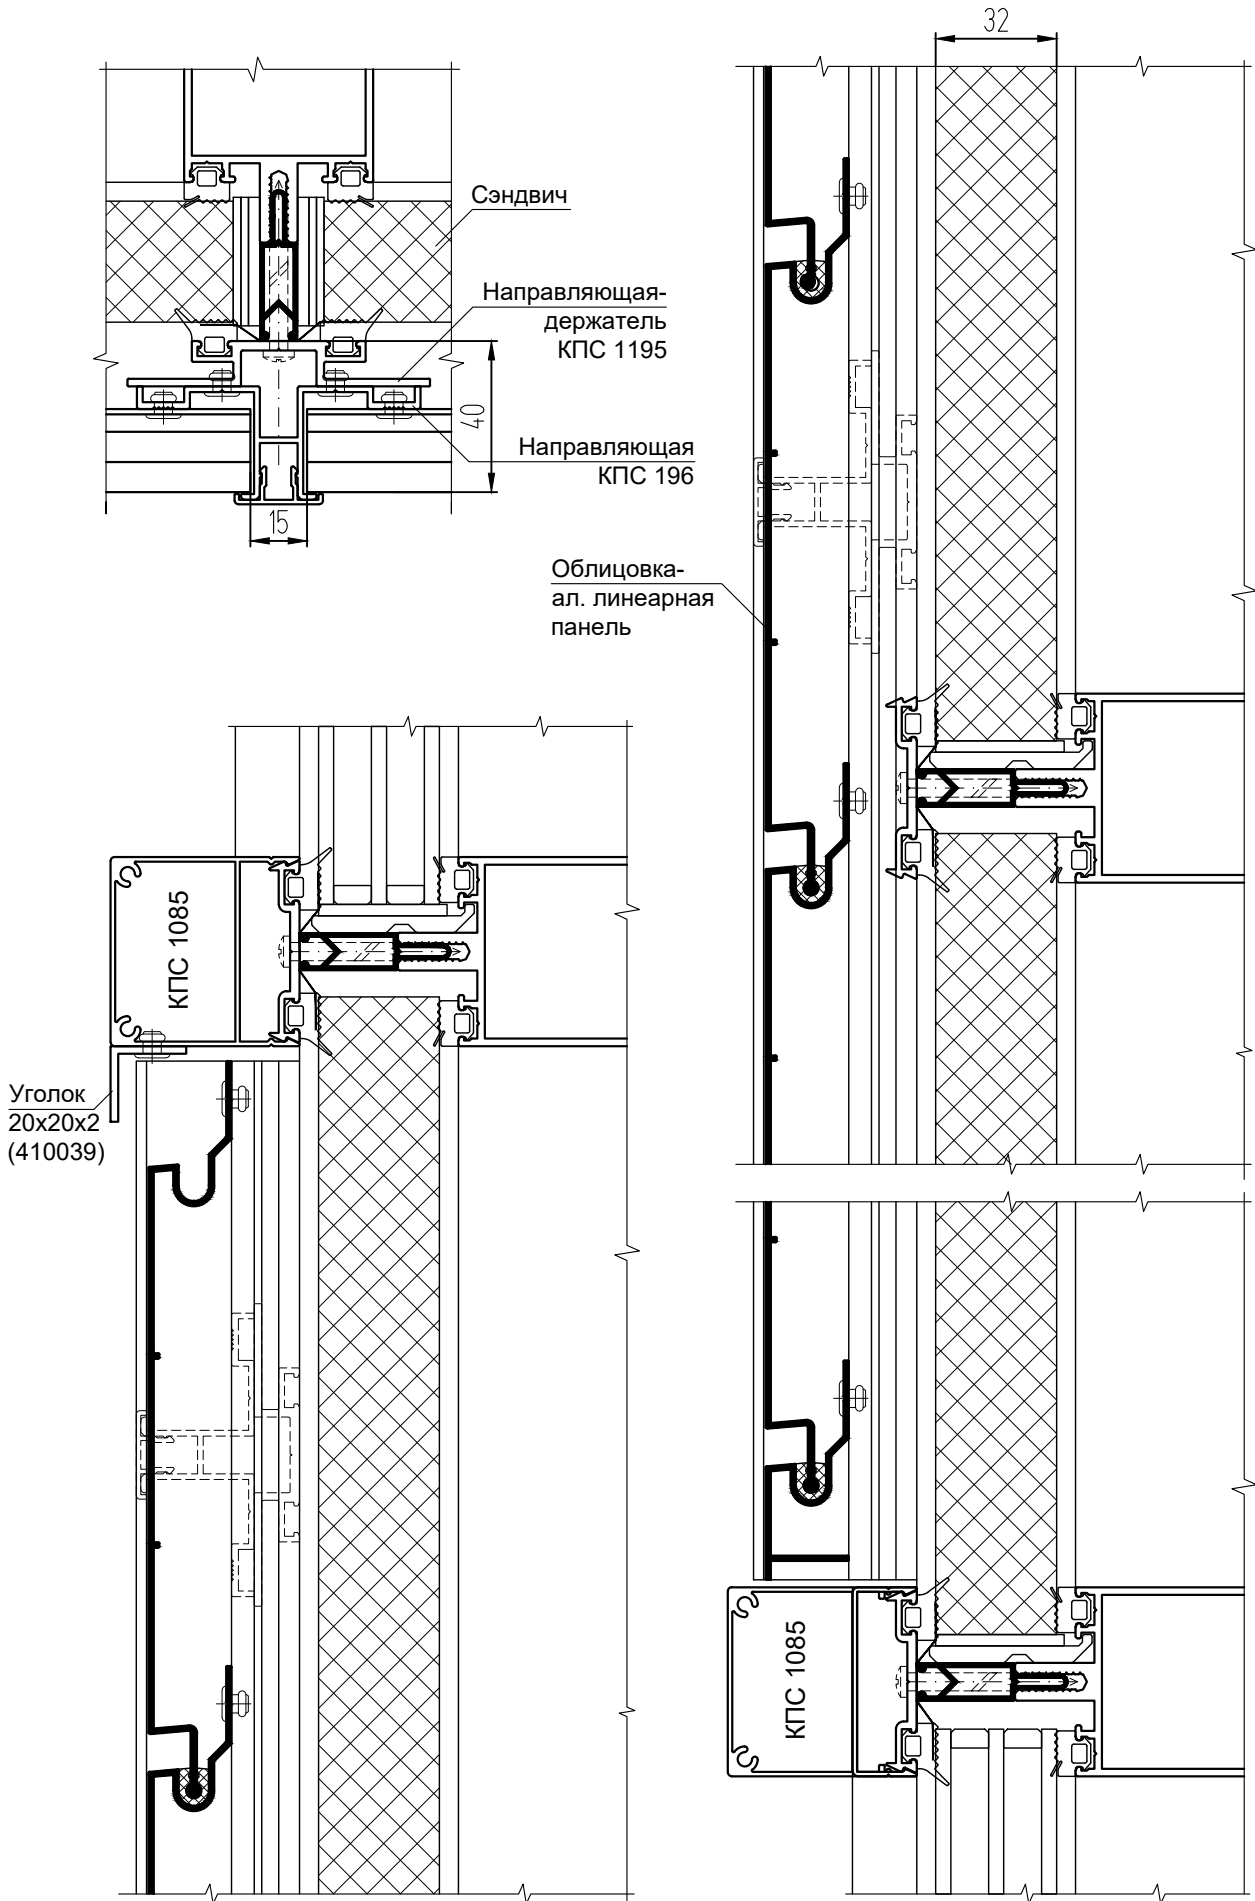 32
Сэндвич
Направляющая-
держатель
КПС 1195
40
Направляющая
КПС 196
15
Облицовка-
ал. линеарная
панель
КПС 1085
Уголок
20х20х2
(410039)
КПС 1085